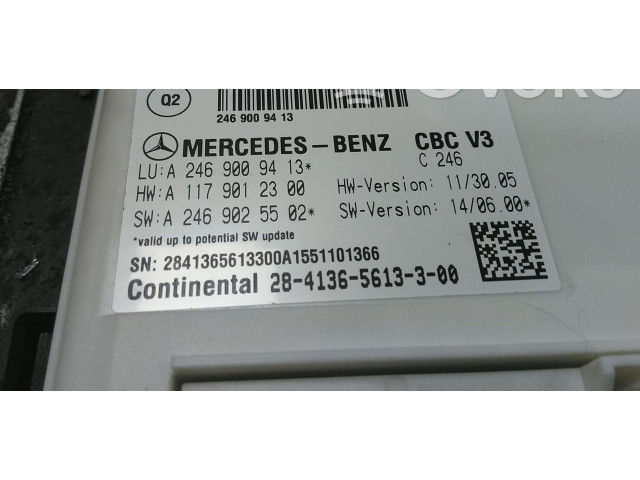 Q2
246 900 94 13
MERCEDES-BENZ CBC V3
C 246
LU: A 246 900 94 13*
HW: A 117 901 23 00 HW-Version: 11/30.05
SW: A 246 902 55 02* SW-Version: 14/06.00*
*valid up to potential SW update
SN: 2841365613300A1551101366
Continental 28-4136-5613-3-00